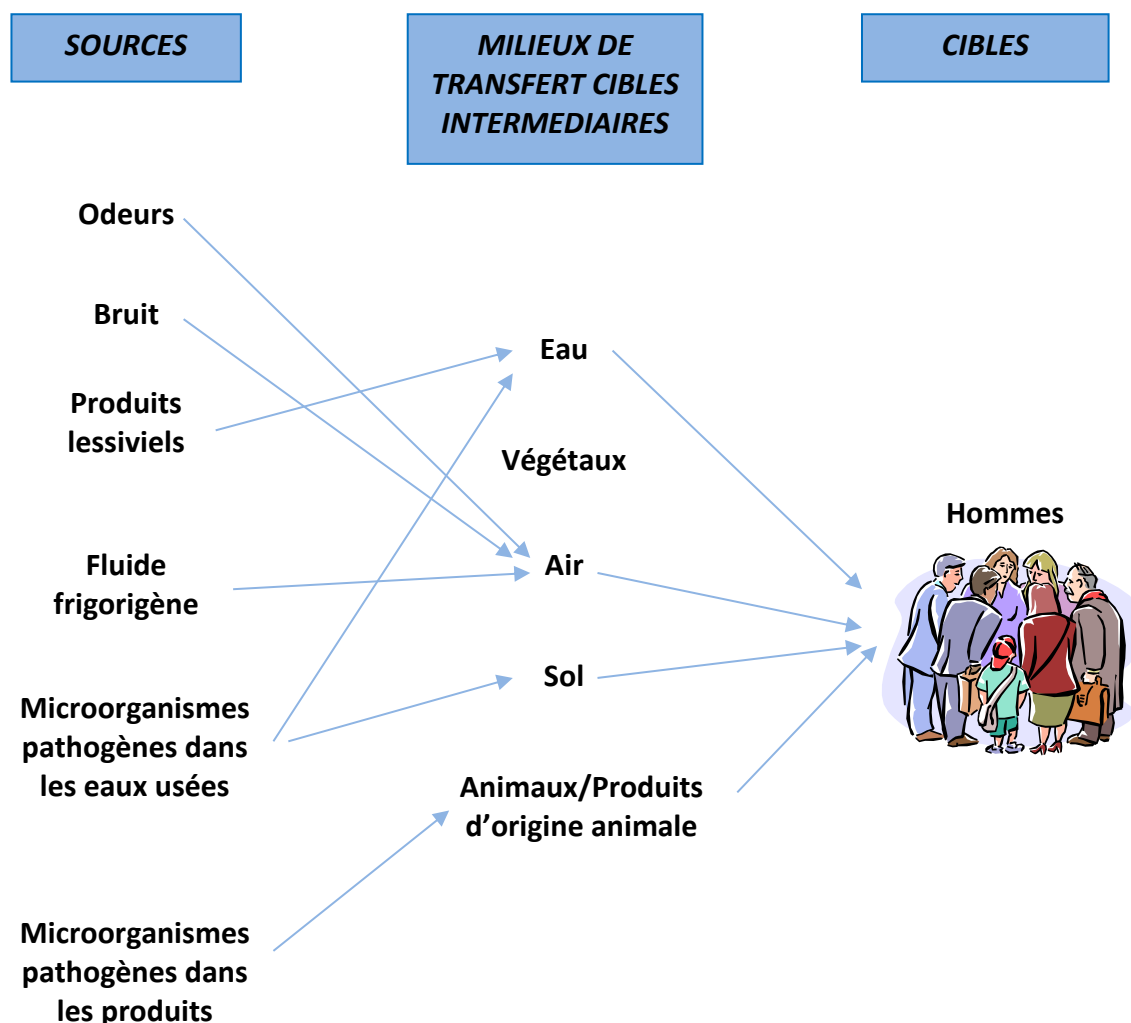 SOURCES
MILIEUX DE
TRANSFERT CIBLES
INTERMEDIAIRES
CIBLES
Odeurs
Bruit
Produits
lessiviels
Fluide
frigorigène
Microorganismes
pathogènes dans
les eaux usées
Microorganismes
pathogènes dans
les produits
Eau
Végétaux
Air
Sol
Animaux/Produits
d’origine animale
Hommes